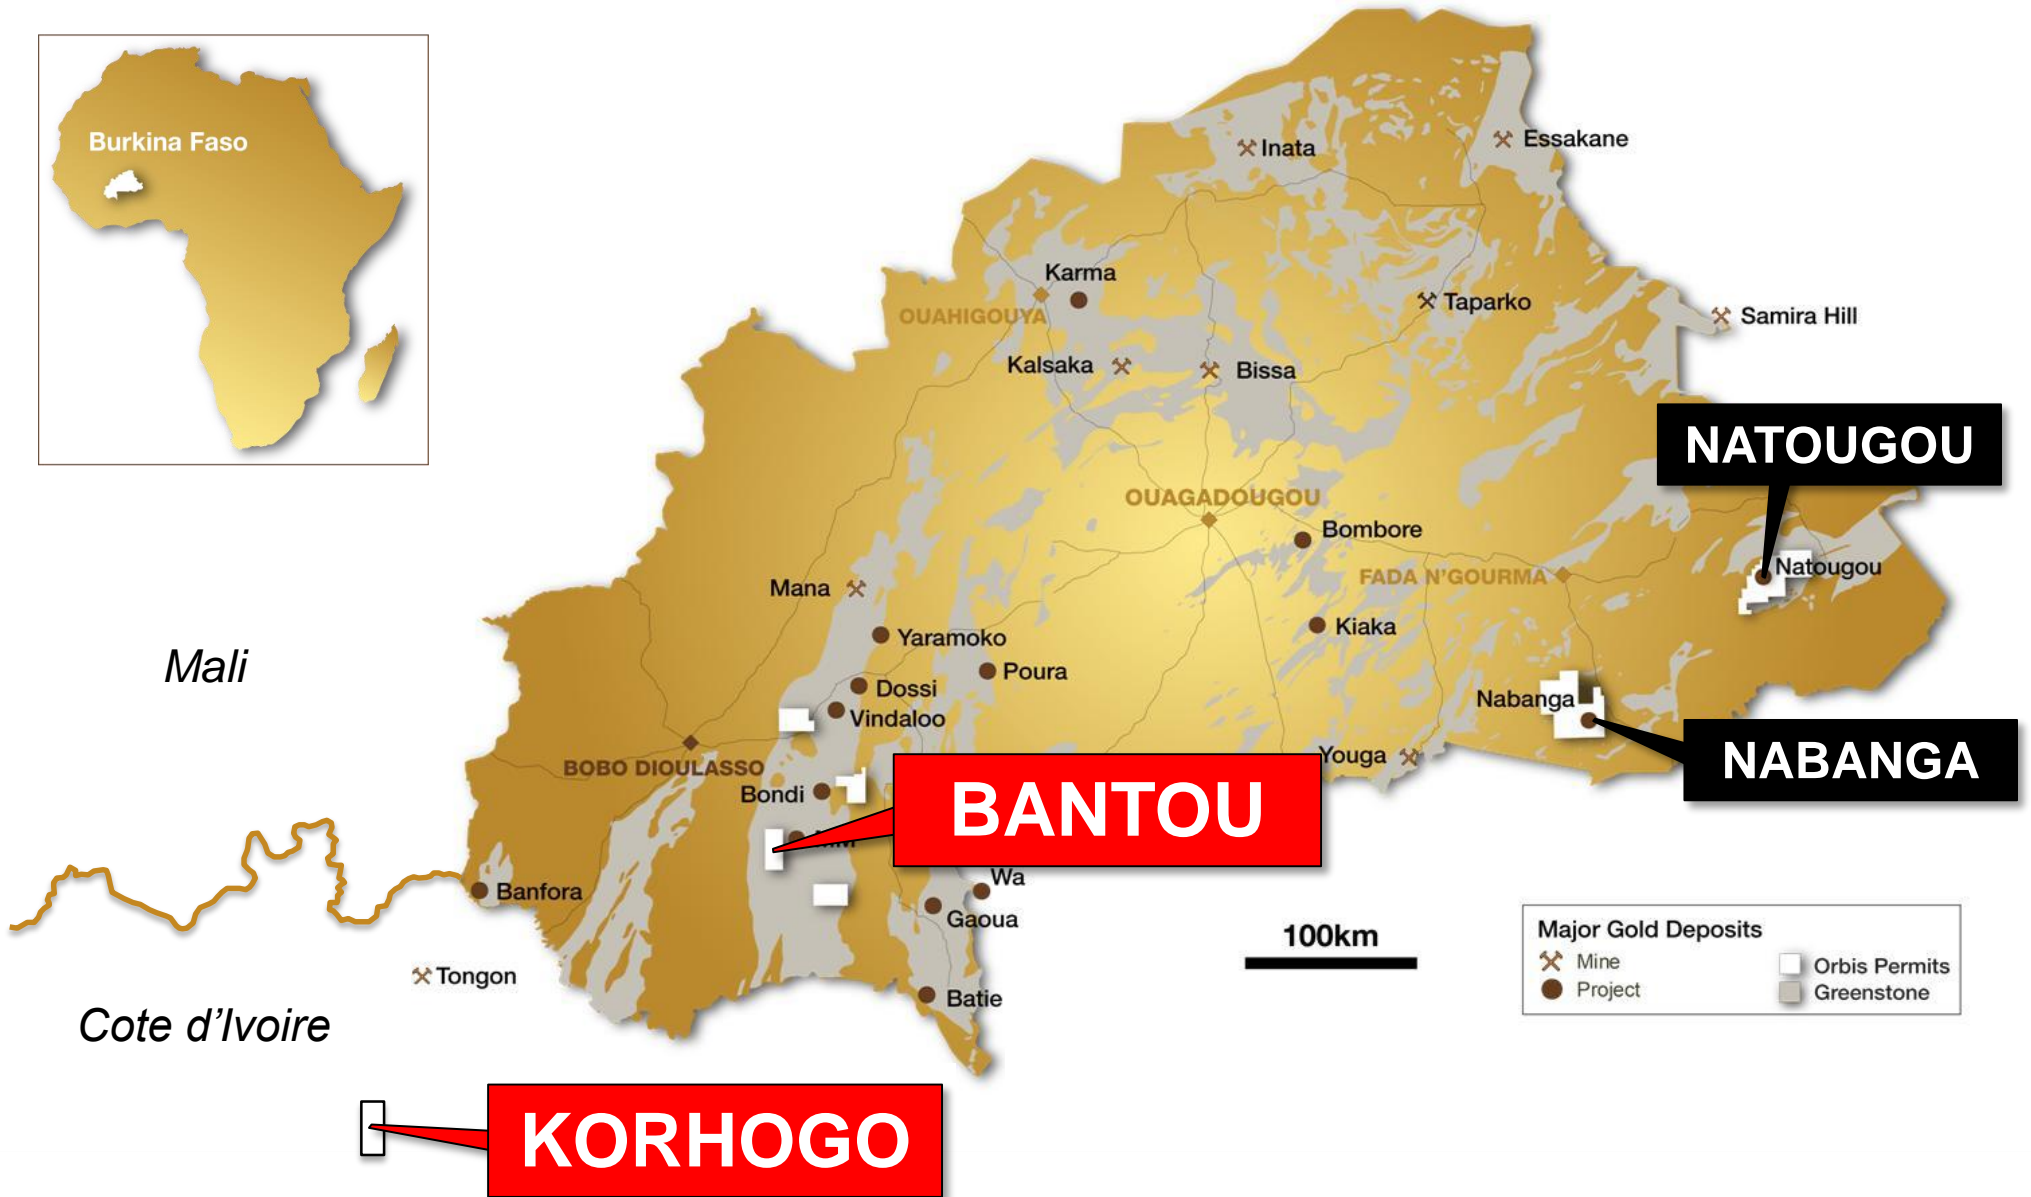 Burkina Faso
Inata
Essakane
Karma
OUAHIGOUYA
Taparko
Samira Hill
Kalsaka
Bissa
NATOUGOU
OUAGADOUGOU
Bombore
FADA N'GOURMA
Natougou
Mana
Yaramoko
Kiaka
Mali
Poura
Dossi
Nabanga
Vindaloo
BOBO DIOULASSO
Youga
NABANGA
Bondi
BANTOU
Banfora
Wa
Gaoua
100km
Major Gold Deposits
Mine
Project
Orbis Permits
Greenstone
Tongon
Batie
Cote d'Ivoire
KORHOGO